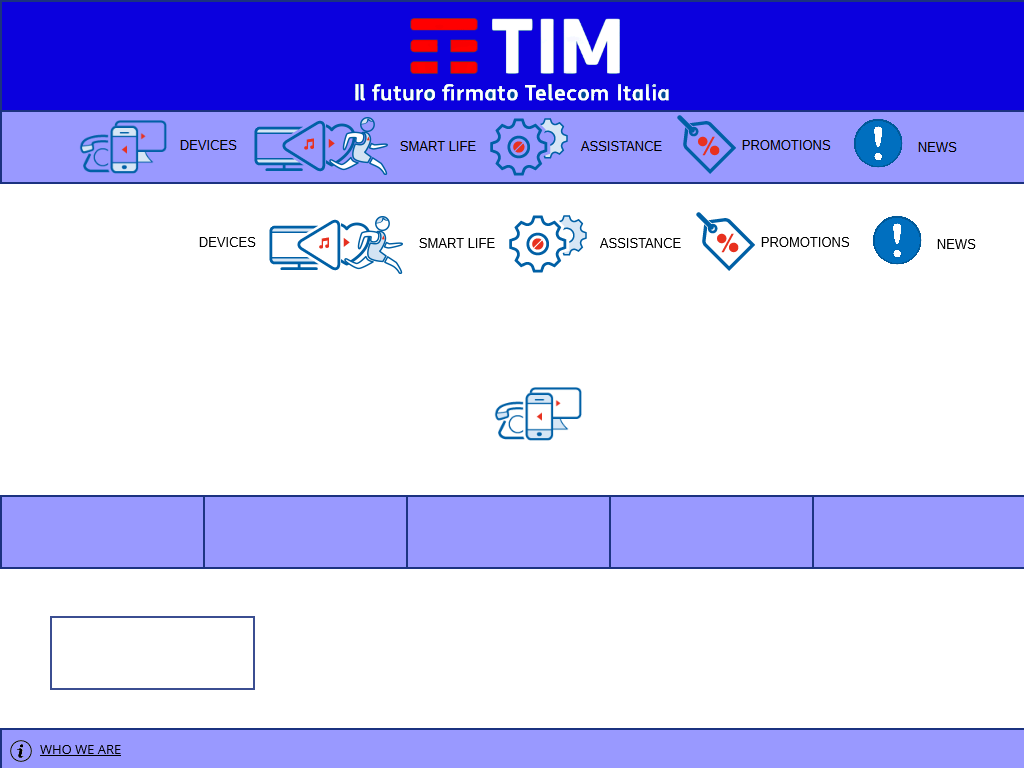 TIM
Il futuro firmato Telecom Italia
DEVICES SMART LIFE ASSISTANCE PROMOTIONS NEWS
DEVICES SMART LIFE ASSISTANCE PROMOTIONS NEWS
WHO WE ARE